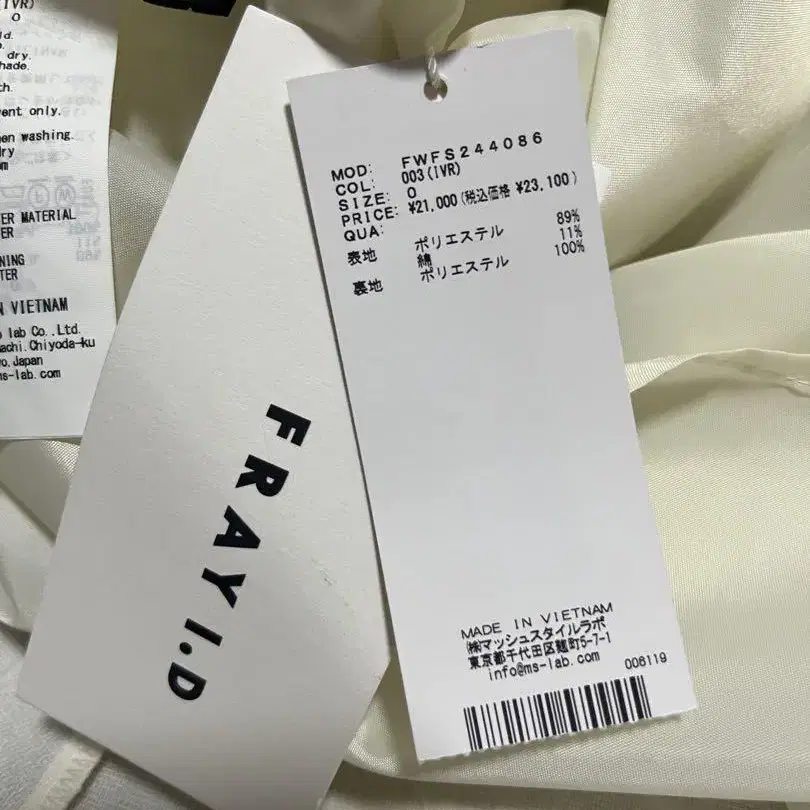 (IVR)
O
dry.
hade.
ent only.
en washing.
ry
ER MATERIAL
ER
NING
TER
N VIETNAM
lab Co.,Ltd.
achi.Chiyoda-ku
o,Japan
s-lab.com
FRAY I.D
MOD: FWFS244086
COL: 003(IVR)
SIZE: O
PRICE: ¥21,000(税込価格 ¥23,100)
QUA:
表地 ポリエステル 89%
綿 11%
裏地 ポリエステル 100%
MADE IN VIETNAM
㈱マッシュスタイルラボ
東京都千代田区麹町5-7-1
info@ms-lab.com
006119